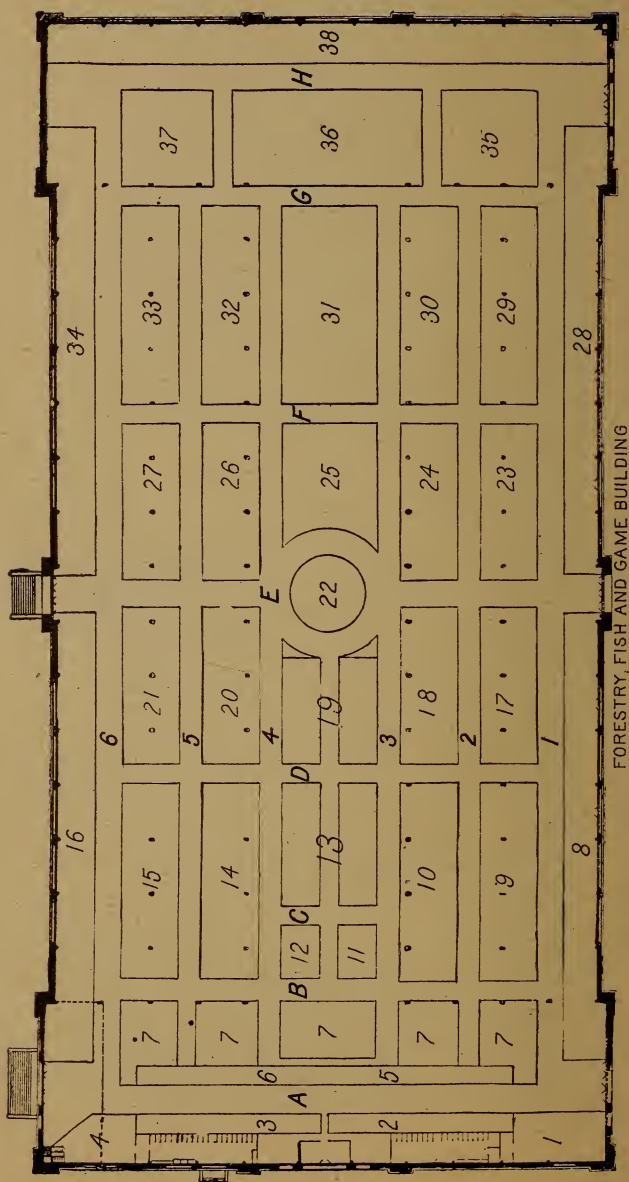 4 16 34
6
7 15 21 27 33 37
5
7 14 20 26 32
3 6 4 E
12
A B C D F G H
7 13 19 22 25 31 36 38
11
2 5 3
7 10 18 24 30
2
7 9 17 23 29 35
1
1 8 28
FORESTRY, FISH AND GAME BUILDING